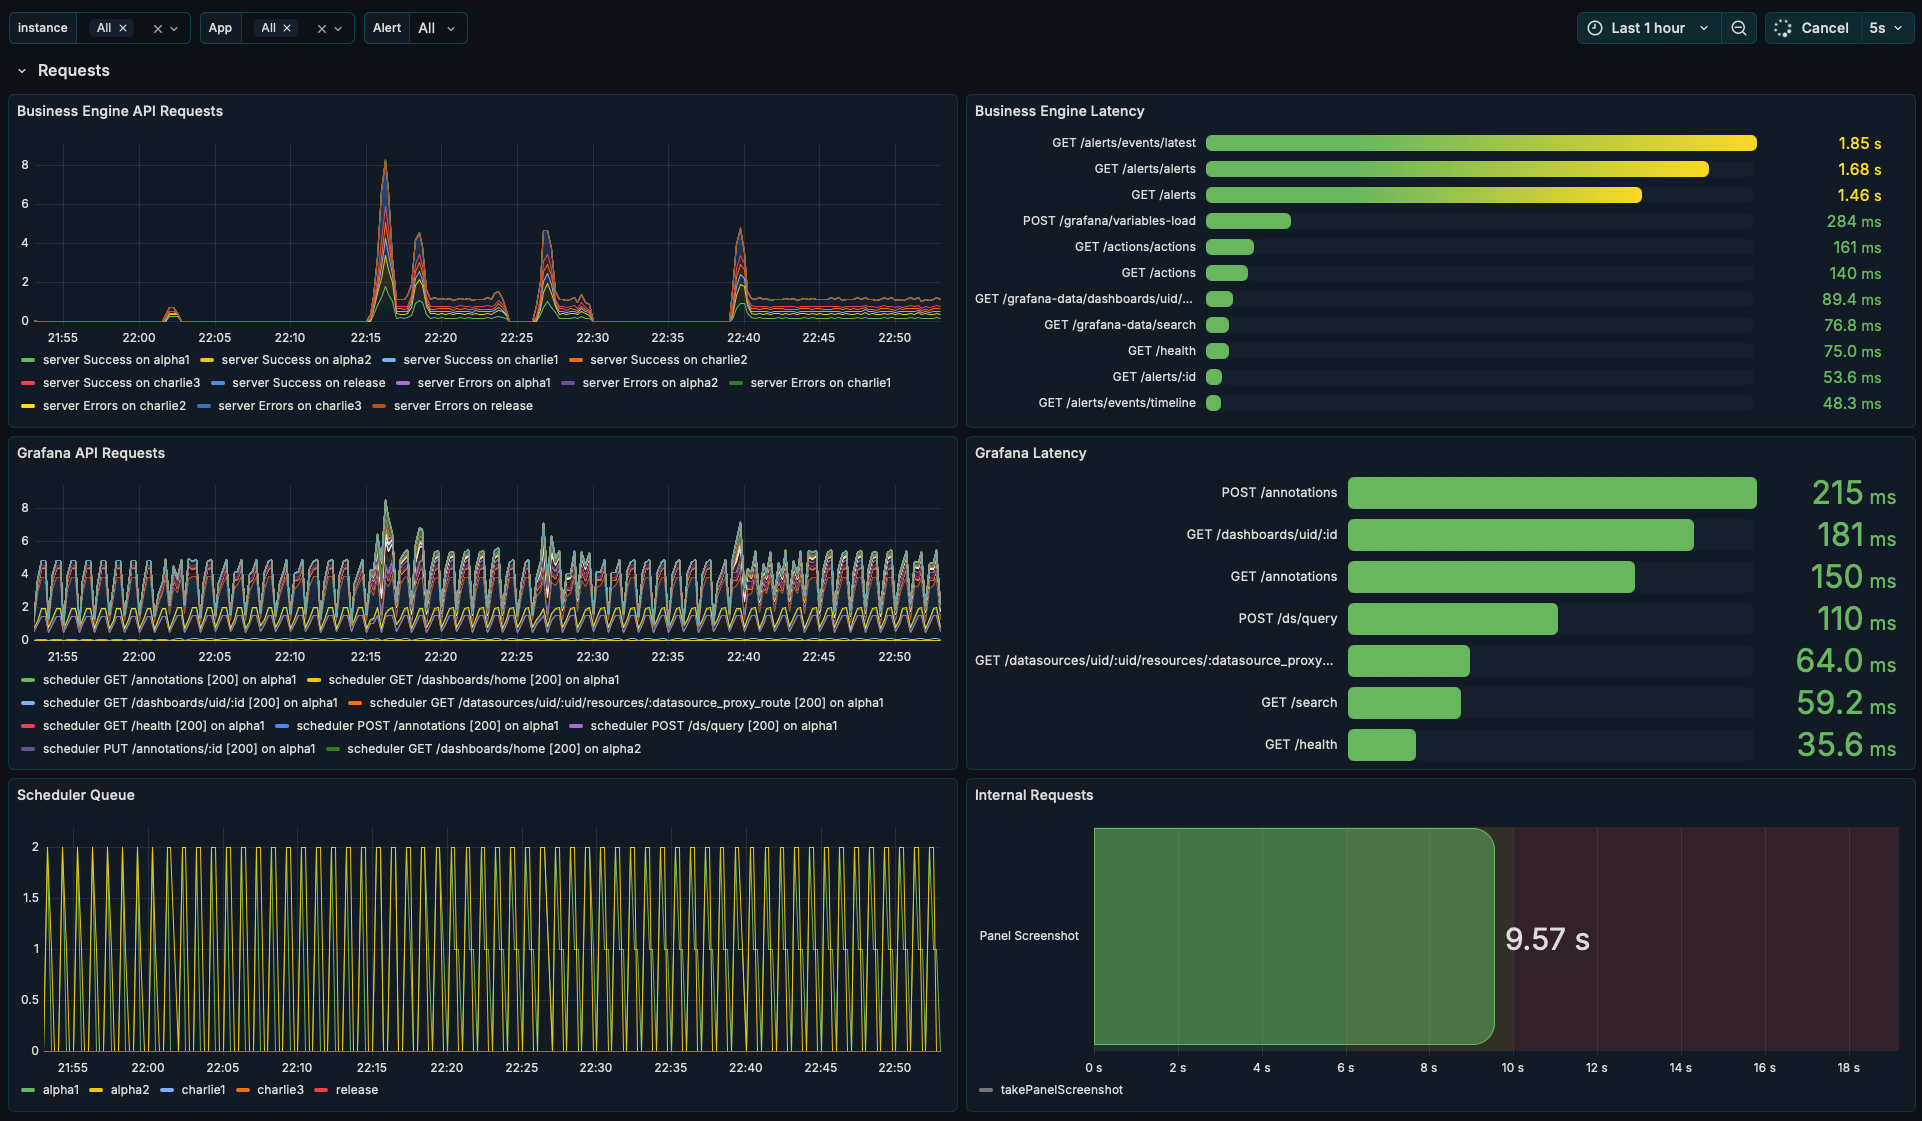 instance All App All Alert All Last 1 hour Cancel 5s
Requests
Business Engine API Requests
8
6
4
2
0
21:55 22:00 22:05 22:10 22:15 22:20 22:25 22:30 22:35 22:40 22:45 22:50
server Success on alpha1 server Success on alpha2 server Success on charlie1 server Success on charlie2
server Success on charlie3 server Success on release server Errors on alpha1 server Errors on alpha2 server Errors on charlie1
server Errors on charlie2 server Errors on charlie3 server Errors on release
Business Engine Latency
GET /alerts/events/latest 1.85 s
GET /alerts/alerts 1.68 s
GET /alerts 1.46 s
POST /grafana/variables-load 284 ms
GET /actions/actions 161 ms
GET /actions 140 ms
GET /grafana-data/dashboards/uid/... 89.4 ms
GET /grafana-data/search 76.8 ms
GET /health 75.0 ms
GET /alerts/:id 53.6 ms
GET /alerts/events/timeline 48.3 ms
Grafana API Requests
8
6
4
2
0
21:55 22:00 22:05 22:10 22:15 22:20 22:25 22:30 22:35 22:40 22:45 22:50
scheduler GET /annotations [200] on alpha1 scheduler GET /dashboards/home [200] on alpha1
scheduler GET /dashboards/uid/:id [200] on alpha1 scheduler GET /datasources/uid/:uid/resources/:datasource_proxy_route [200] on alpha1
scheduler GET /health [200] on alpha1 scheduler POST /annotations [200] on alpha1 scheduler POST /ds/query [200] on alpha1
scheduler PUT /annotations/:id [200] on alpha1 scheduler GET /dashboards/home [200] on alpha2
Grafana Latency
POST /annotations 215 ms
GET /dashboards/uid/:id 181 ms
GET /annotations 150 ms
POST /ds/query 110 ms
GET /datasources/uid/:uid/resources/:datasource_proxy... 64.0 ms
GET /search 59.2 ms
GET /health 35.6 ms
Scheduler Queue
2
1.5
1
0.5
0
21:55 22:00 22:05 22:10 22:15 22:20 22:25 22:30 22:35 22:40 22:45 22:50
alpha1 alpha2 charlie1 charlie3 release
Internal Requests
Panel Screenshot 9.57 s
0 s 2 s 4 s 6 s 8 s 10 s 12 s 14 s 16 s 18 s
takePanelScreenshot